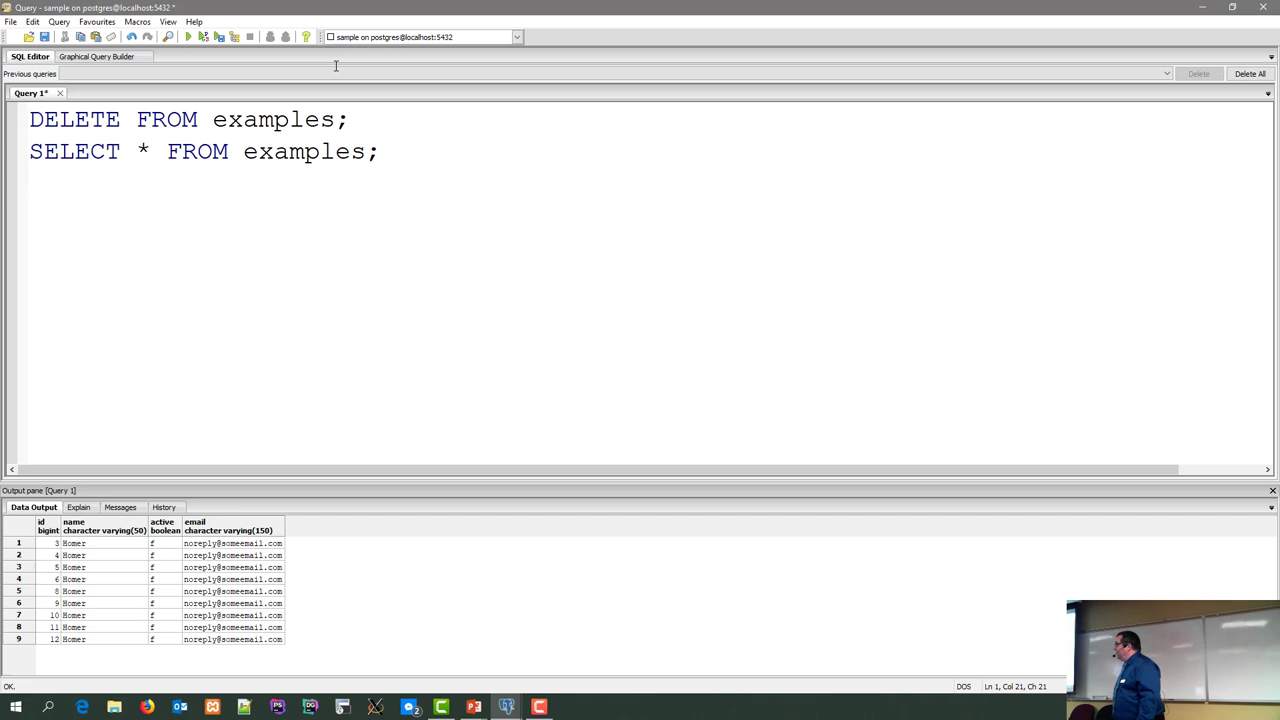 Query - sample on postgres@localhost:5432 *
File Edit Query Favourites Macros View Help
sample on postgres@localhost:5432
SQL Editor Graphical Query Builder
Previous queries Delete Delete All
Query 1*
DELETE FROM examples;
SELECT * FROM examples;
Output pane [Query 1]
Data Output Explain Messages History
id name active email
bigint character varying(50) boolean character varying(150)
1 3 Homer f noreply@someemail.com
2 4 Homer f noreply@someemail.com
3 5 Homer f noreply@someemail.com
4 6 Homer f noreply@someemail.com
5 8 Homer f noreply@someemail.com
6 9 Homer f noreply@someemail.com
7 10 Homer f noreply@someemail.com
8 11 Homer f noreply@someemail.com
9 12 Homer f noreply@someemail.com
OK. DOS Ln 1, Col 21, Ch 21